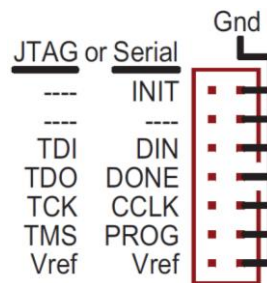 Gnd
JTAG or Serial
---- INIT
---- ----
TDI DIN
TDO DONE
TCK CCLK
TMS PROG
Vref Vref